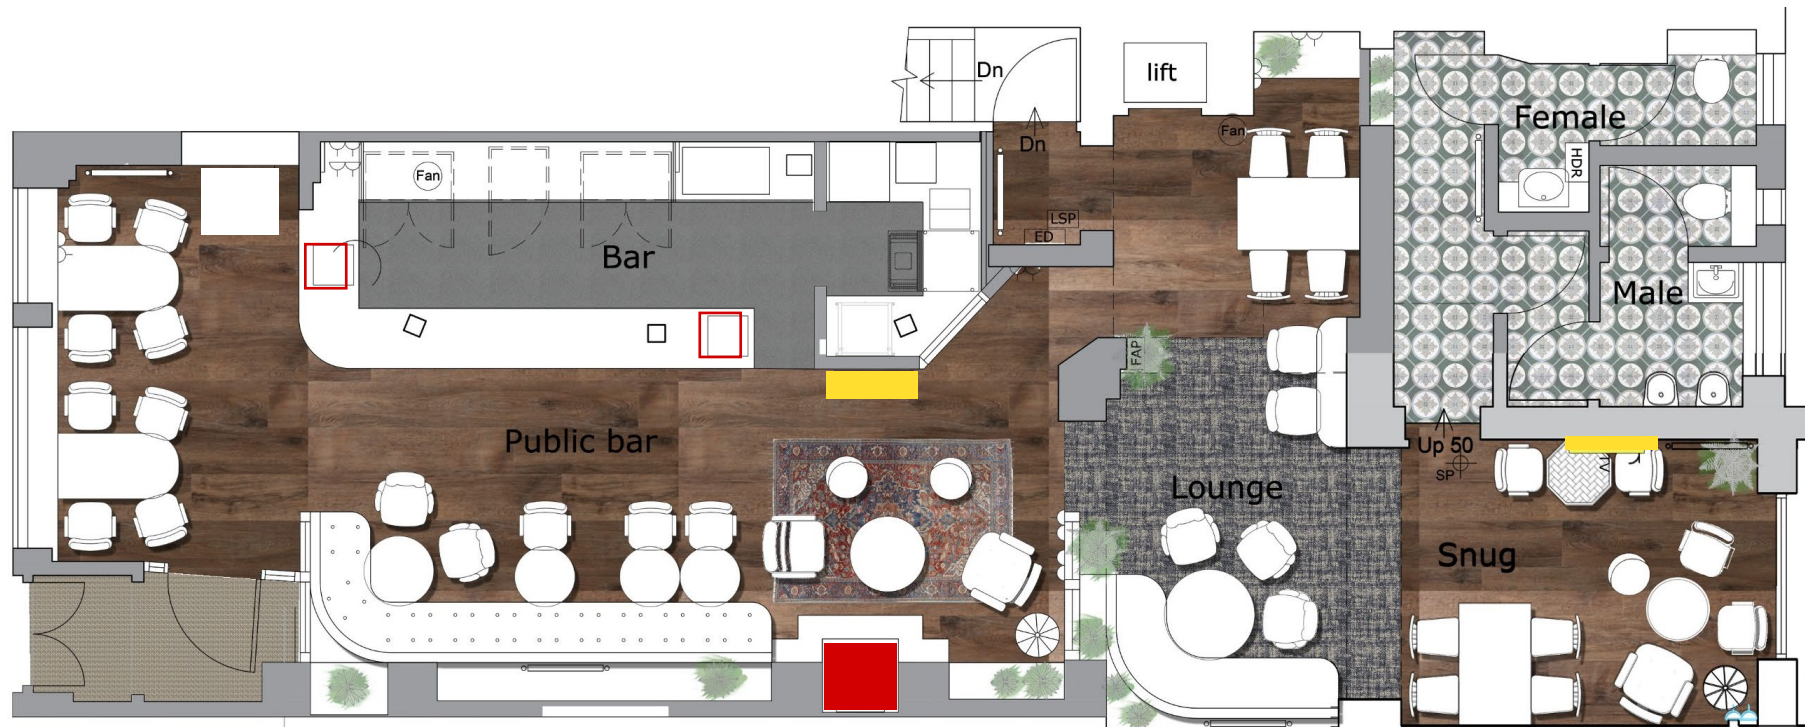 Dn
lift
Female
Fan
Dn
HDR
Fan
LSP
ED
Bar
Male
FAP
Public bar
Up 50
SP
TV
Lounge
Snug